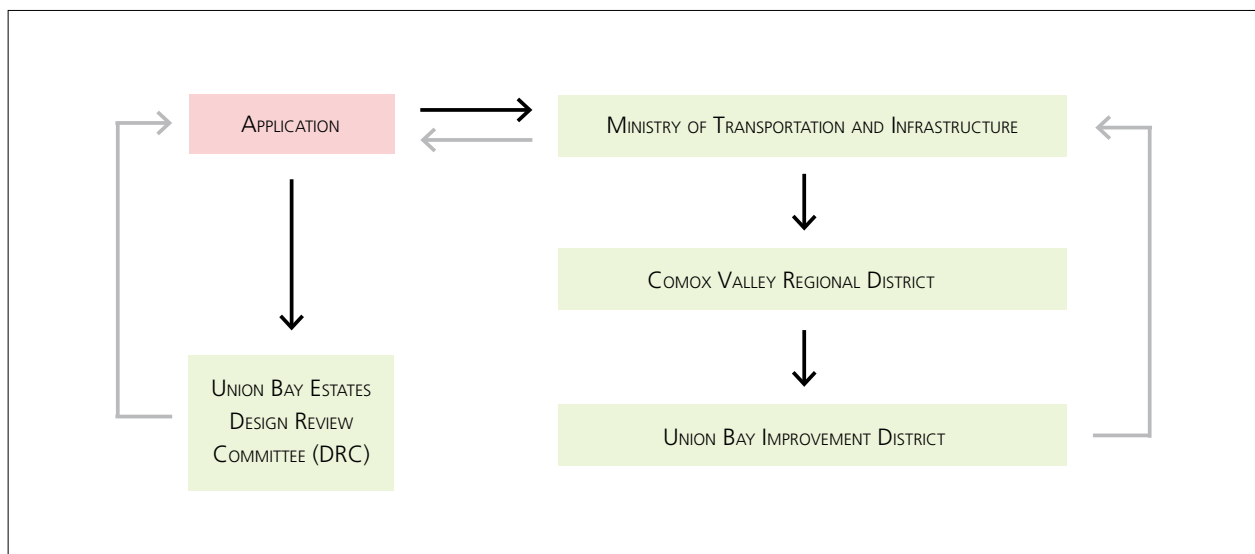 Application
Ministry of Transportation and Infrastructure
Comox Valley Regional District
Union Bay Estates
Design Review
Committee (DRC)
Union Bay Improvement District